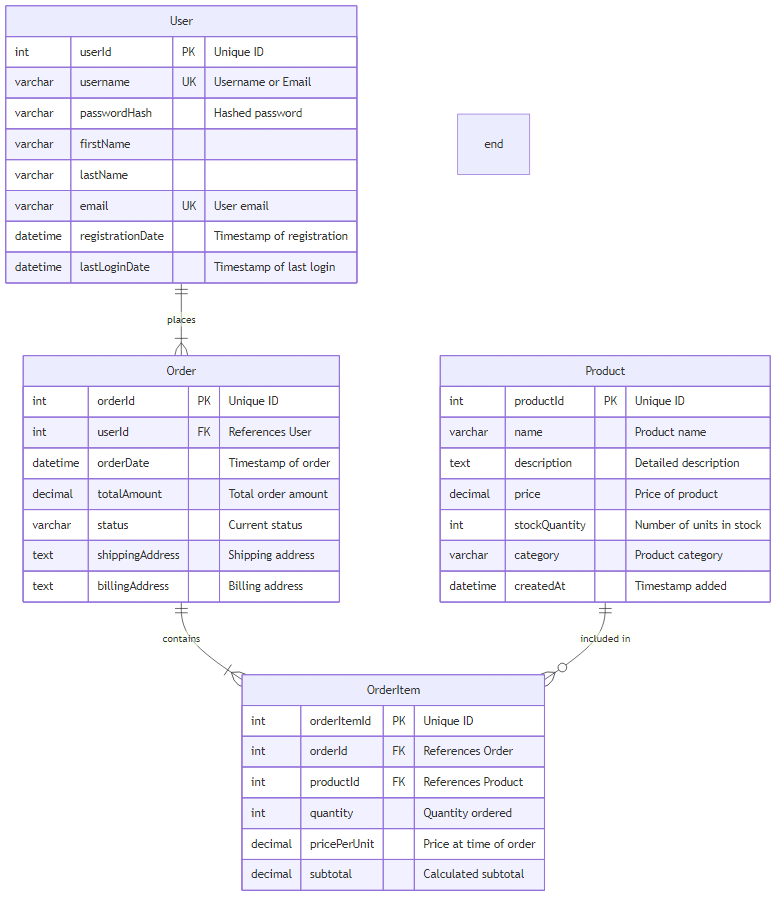 User
int userId PK Unique ID
varchar username UK Username or Email
varchar passwordHash Hashed password
varchar firstName
varchar lastName
varchar email UK User email
datetime registrationDate Timestamp of registration
datetime lastLoginDate Timestamp of last login
end
places
Order
int orderId PK Unique ID
int userId FK References User
datetime orderDate Timestamp of order
decimal totalAmount Total order amount
varchar status Current status
text shippingAddress Shipping address
text billingAddress Billing address
Product
int productId PK Unique ID
varchar name Product name
text description Detailed description
decimal price Price of product
int stockQuantity Number of units in stock
varchar category Product category
datetime createdAt Timestamp added
contains
included in
OrderItem
int orderItemId PK Unique ID
int orderId FK References Order
int productId FK References Product
int quantity Quantity ordered
decimal pricePerUnit Price at time of order
decimal subtotal Calculated subtotal